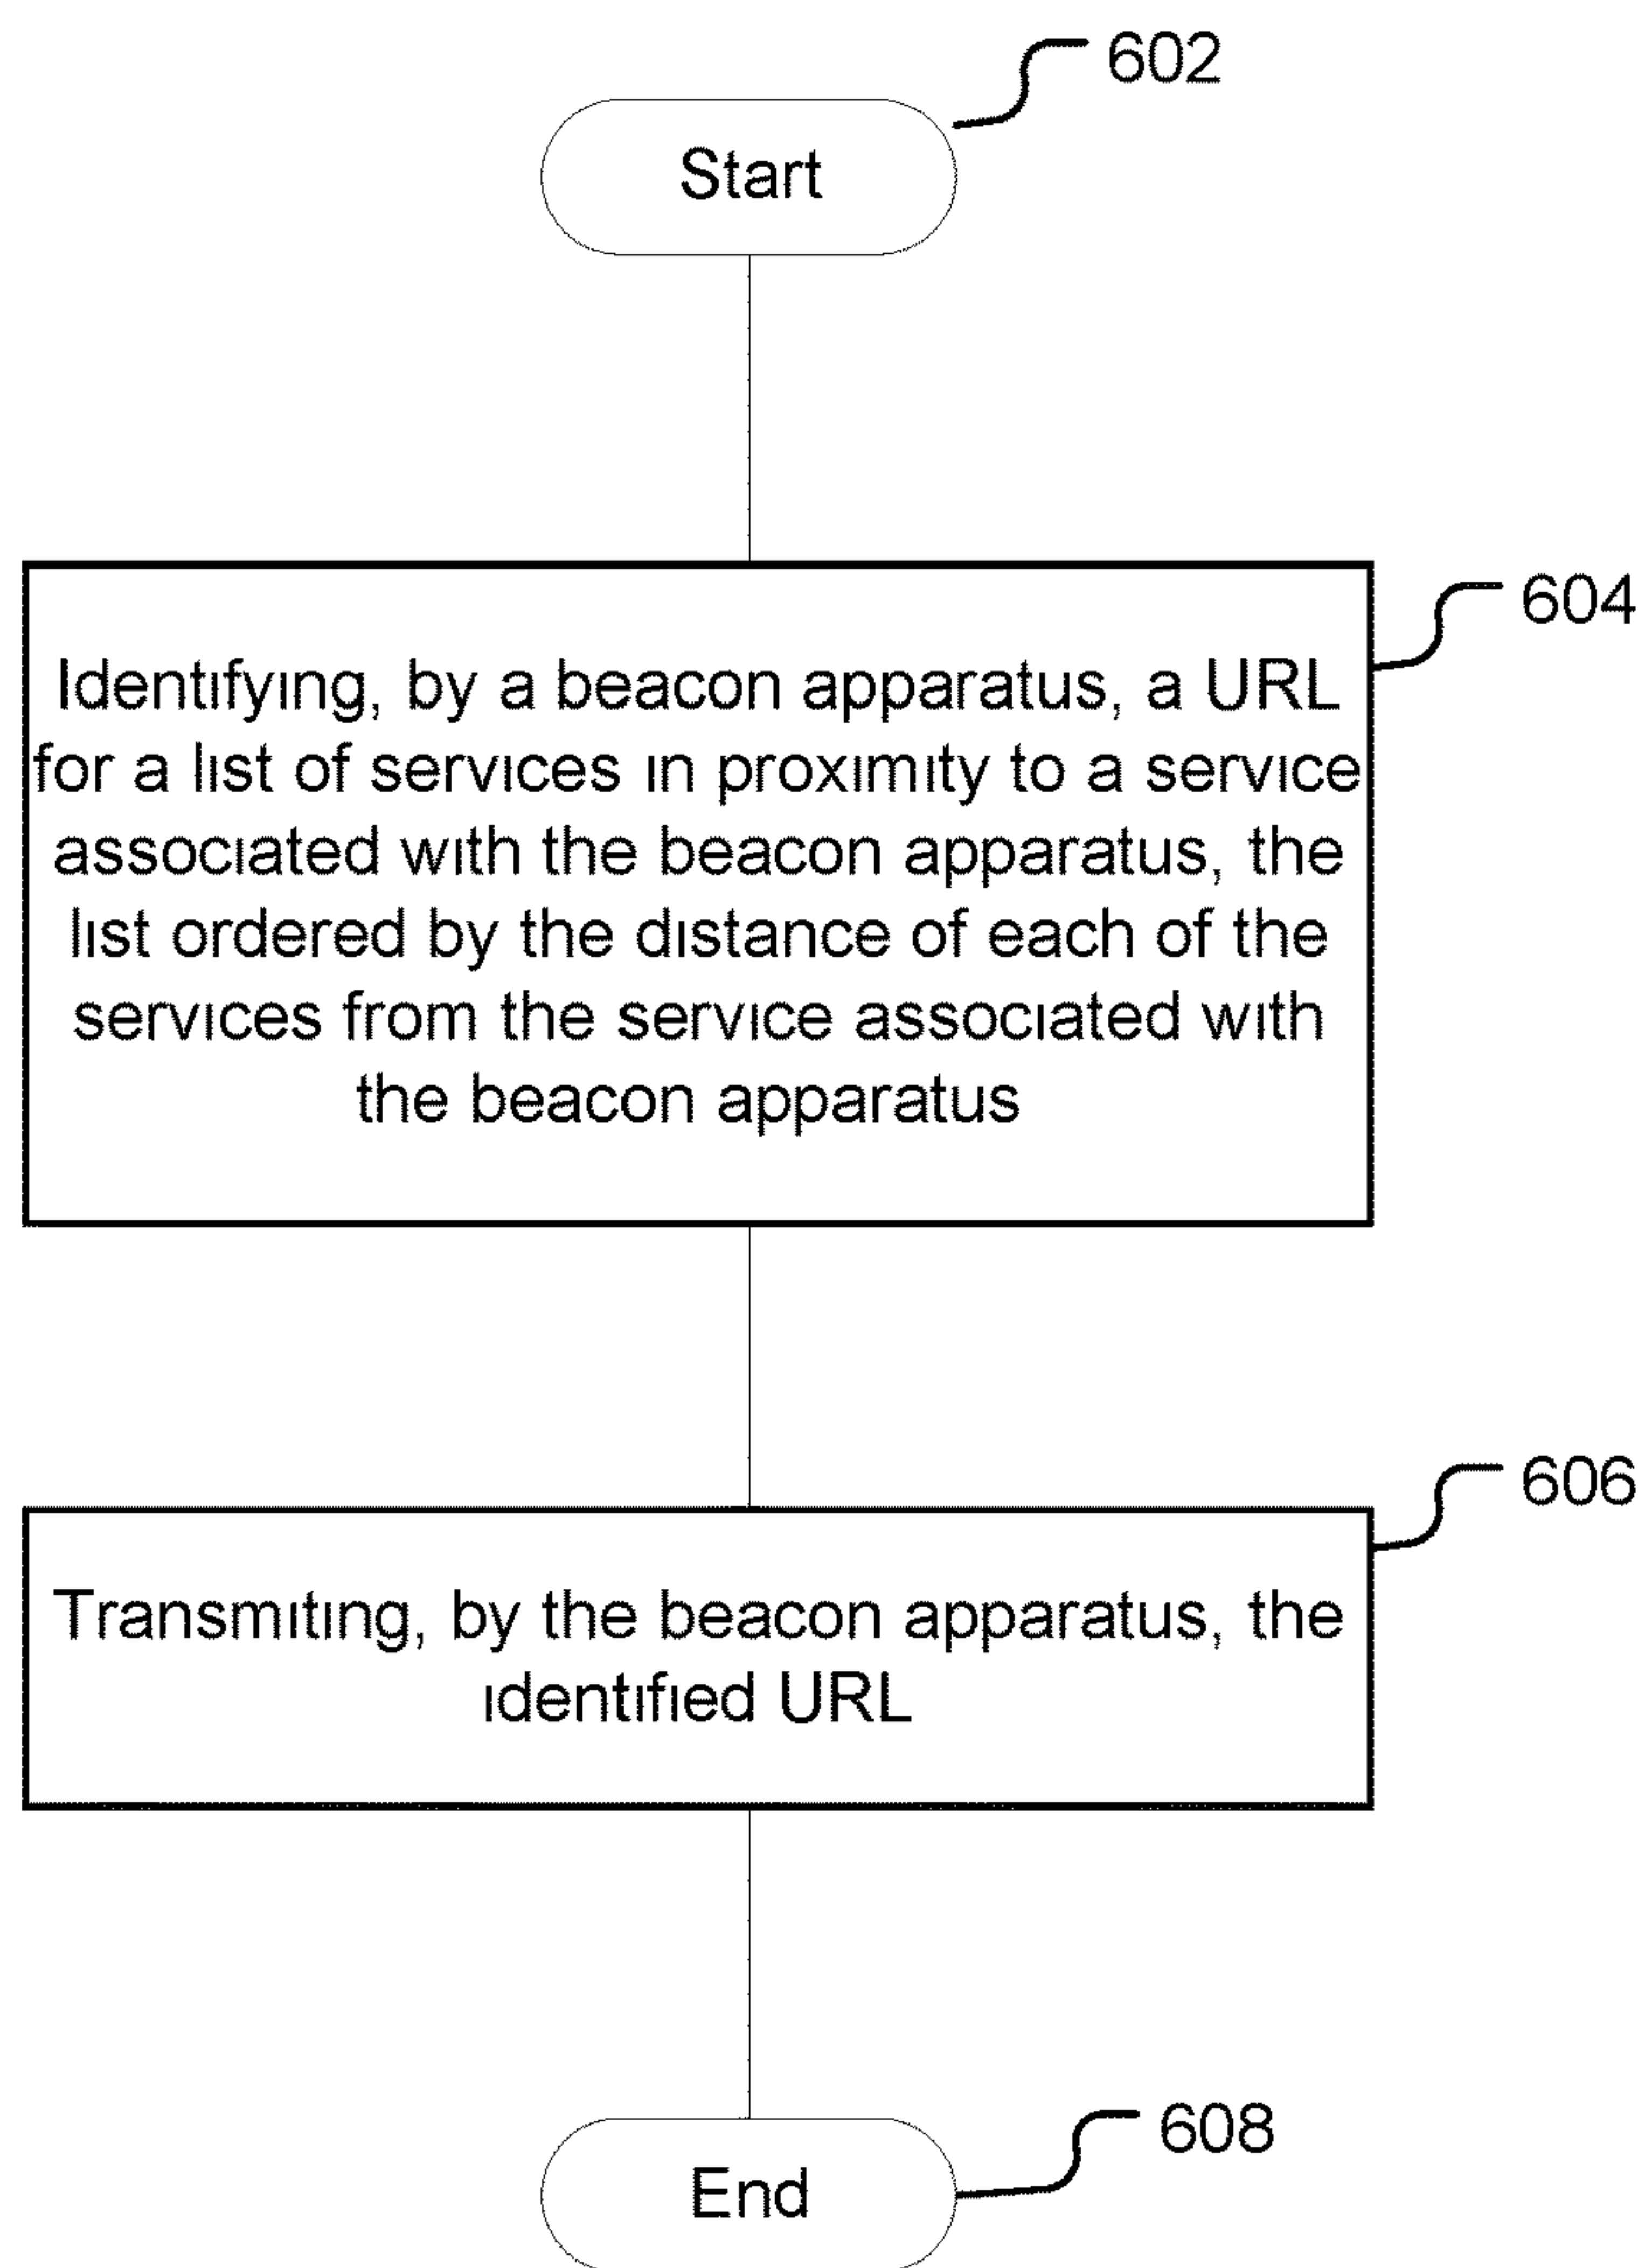 602
Start
604
Identifying, by a beacon apparatus, a URL
for a list of services in proximity to a service
associated with the beacon apparatus, the
list ordered by the distance of each of the
services from the service associated with
the beacon apparatus
606
Transmiting, by the beacon apparatus, the
identified URL
608
End